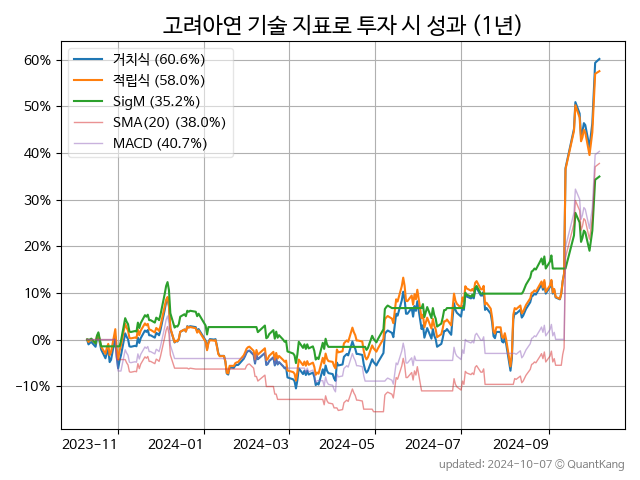 고려아연 기술 지표로 투자 시 성과 (1년)
거치식 (60.6%)
적립식 (58.0%)
SigM (35.2%)
SMA(20) (38.0%)
MACD (40.7%)
60%
50%
40%
30%
20%
10%
0%
−10%
2023-11 2024-01 2024-03 2024-05 2024-07 2024-09
updated: 2024-10-07 © QuantKang